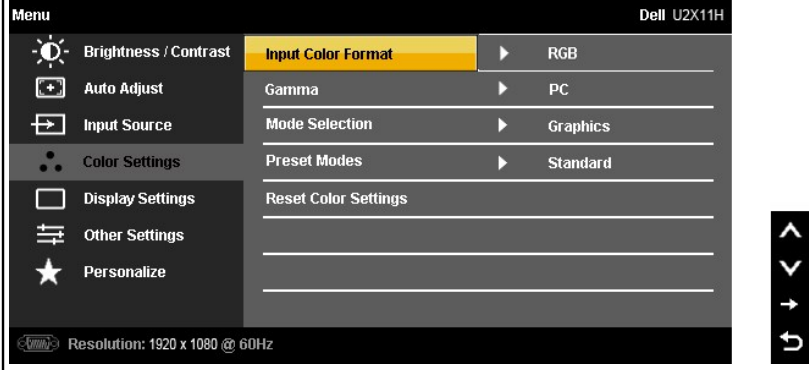 Menu Dell U2X11H
Brightness / Contrast Input Color Format RGB
Auto Adjust Gamma PC
Input Source Mode Selection Graphics
Color Settings Preset Modes Standard
Display Settings Reset Color Settings
Other Settings
Personalize
Resolution: 1920 x 1080 @ 60Hz